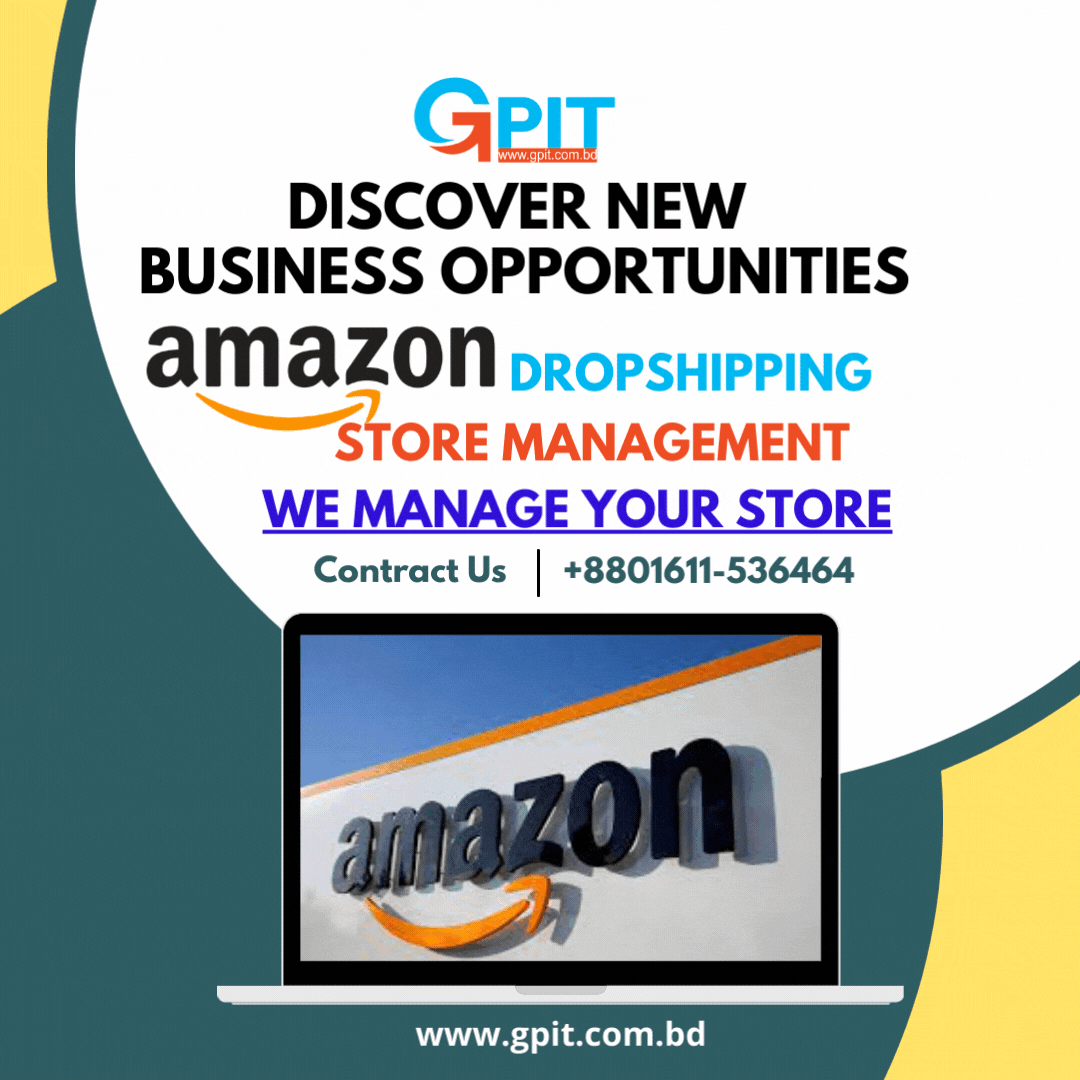 GPIT
www.gpit.com.bd
DISCOVER NEW
BUSINESS OPPORTUNITIES
amazon DROPSHIPPING
STORE MANAGEMENT
WE MANAGE YOUR STORE
Contract Us | +8801611-536464
amazon
www.gpit.com.bd